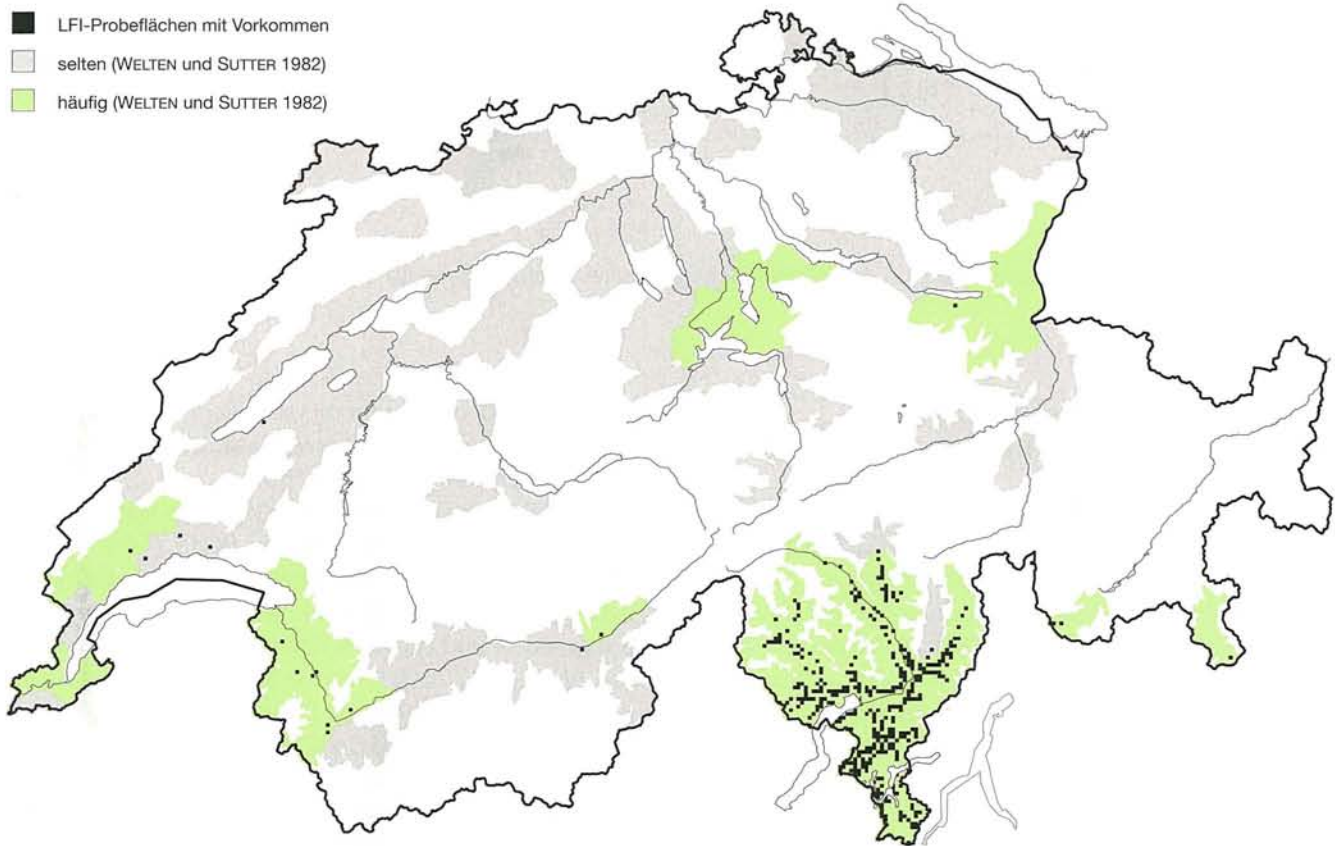 LFI-Probeflächen mit Vorkommen
selten (WELTEN und SUTTER 1982)
häufig (WELTEN und SUTTER 1982)